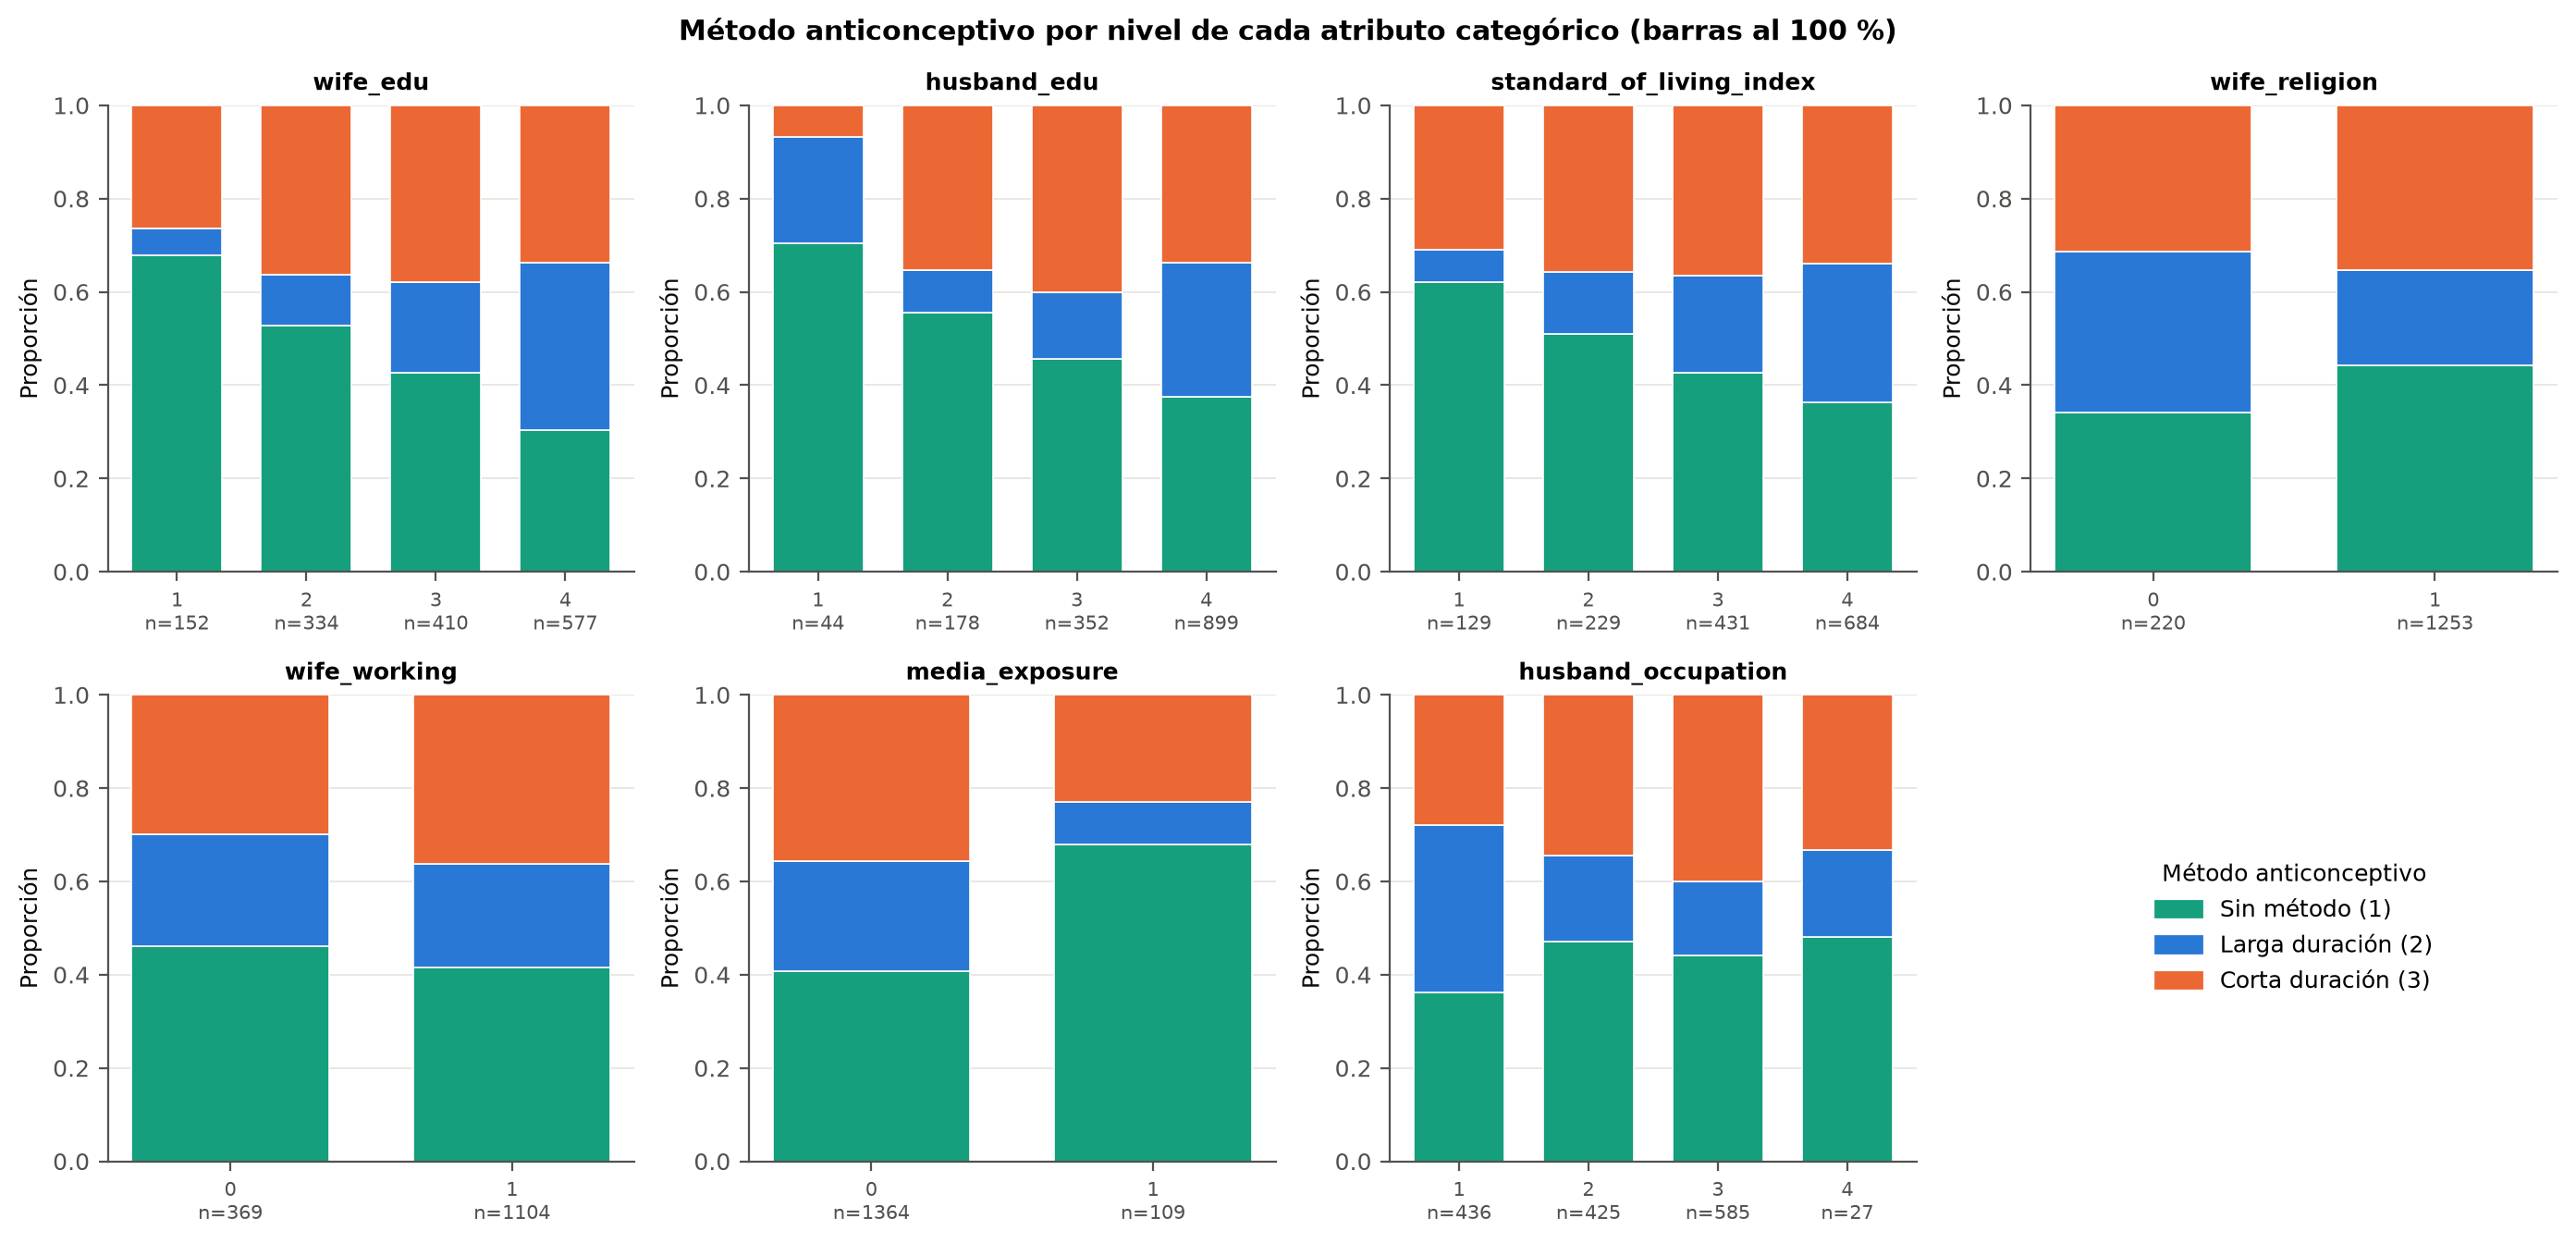 Método anticonceptivo por nivel de cada atributo categórico (barras al 100 %)
wife_edu
Proporción
1.0
0.8
0.6
0.4
0.2
0.0
1 2 3 4
n=152 n=334 n=410 n=577
husband_edu
Proporción
1.0
0.8
0.6
0.4
0.2
0.0
1 2 3 4
n=44 n=178 n=352 n=899
standard_of_living_index
Proporción
1.0
0.8
0.6
0.4
0.2
0.0
1 2 3 4
n=129 n=229 n=431 n=684
wife_religion
Proporción
1.0
0.8
0.6
0.4
0.2
0.0
0 1
n=220 n=1253
wife_working
Proporción
1.0
0.8
0.6
0.4
0.2
0.0
0 1
n=369 n=1104
media_exposure
Proporción
1.0
0.8
0.6
0.4
0.2
0.0
0 1
n=1364 n=109
husband_occupation
Proporción
1.0
0.8
0.6
0.4
0.2
0.0
1 2 3 4
n=436 n=425 n=585 n=27
Método anticonceptivo
Sin método (1)
Larga duración (2)
Corta duración (3)